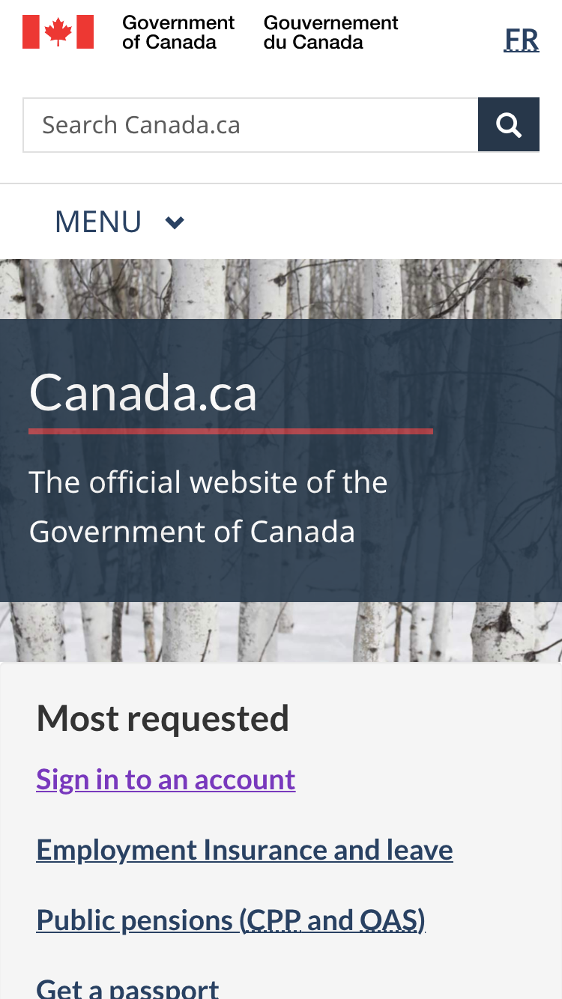 Government of Canada
Gouvernement du Canada
FR
Search Canada.ca
MENU
Canada.ca
The official website of the
Government of Canada
Most requested
Sign in to an account
Employment Insurance and leave
Public pensions (CPP and OAS)
Get a passport